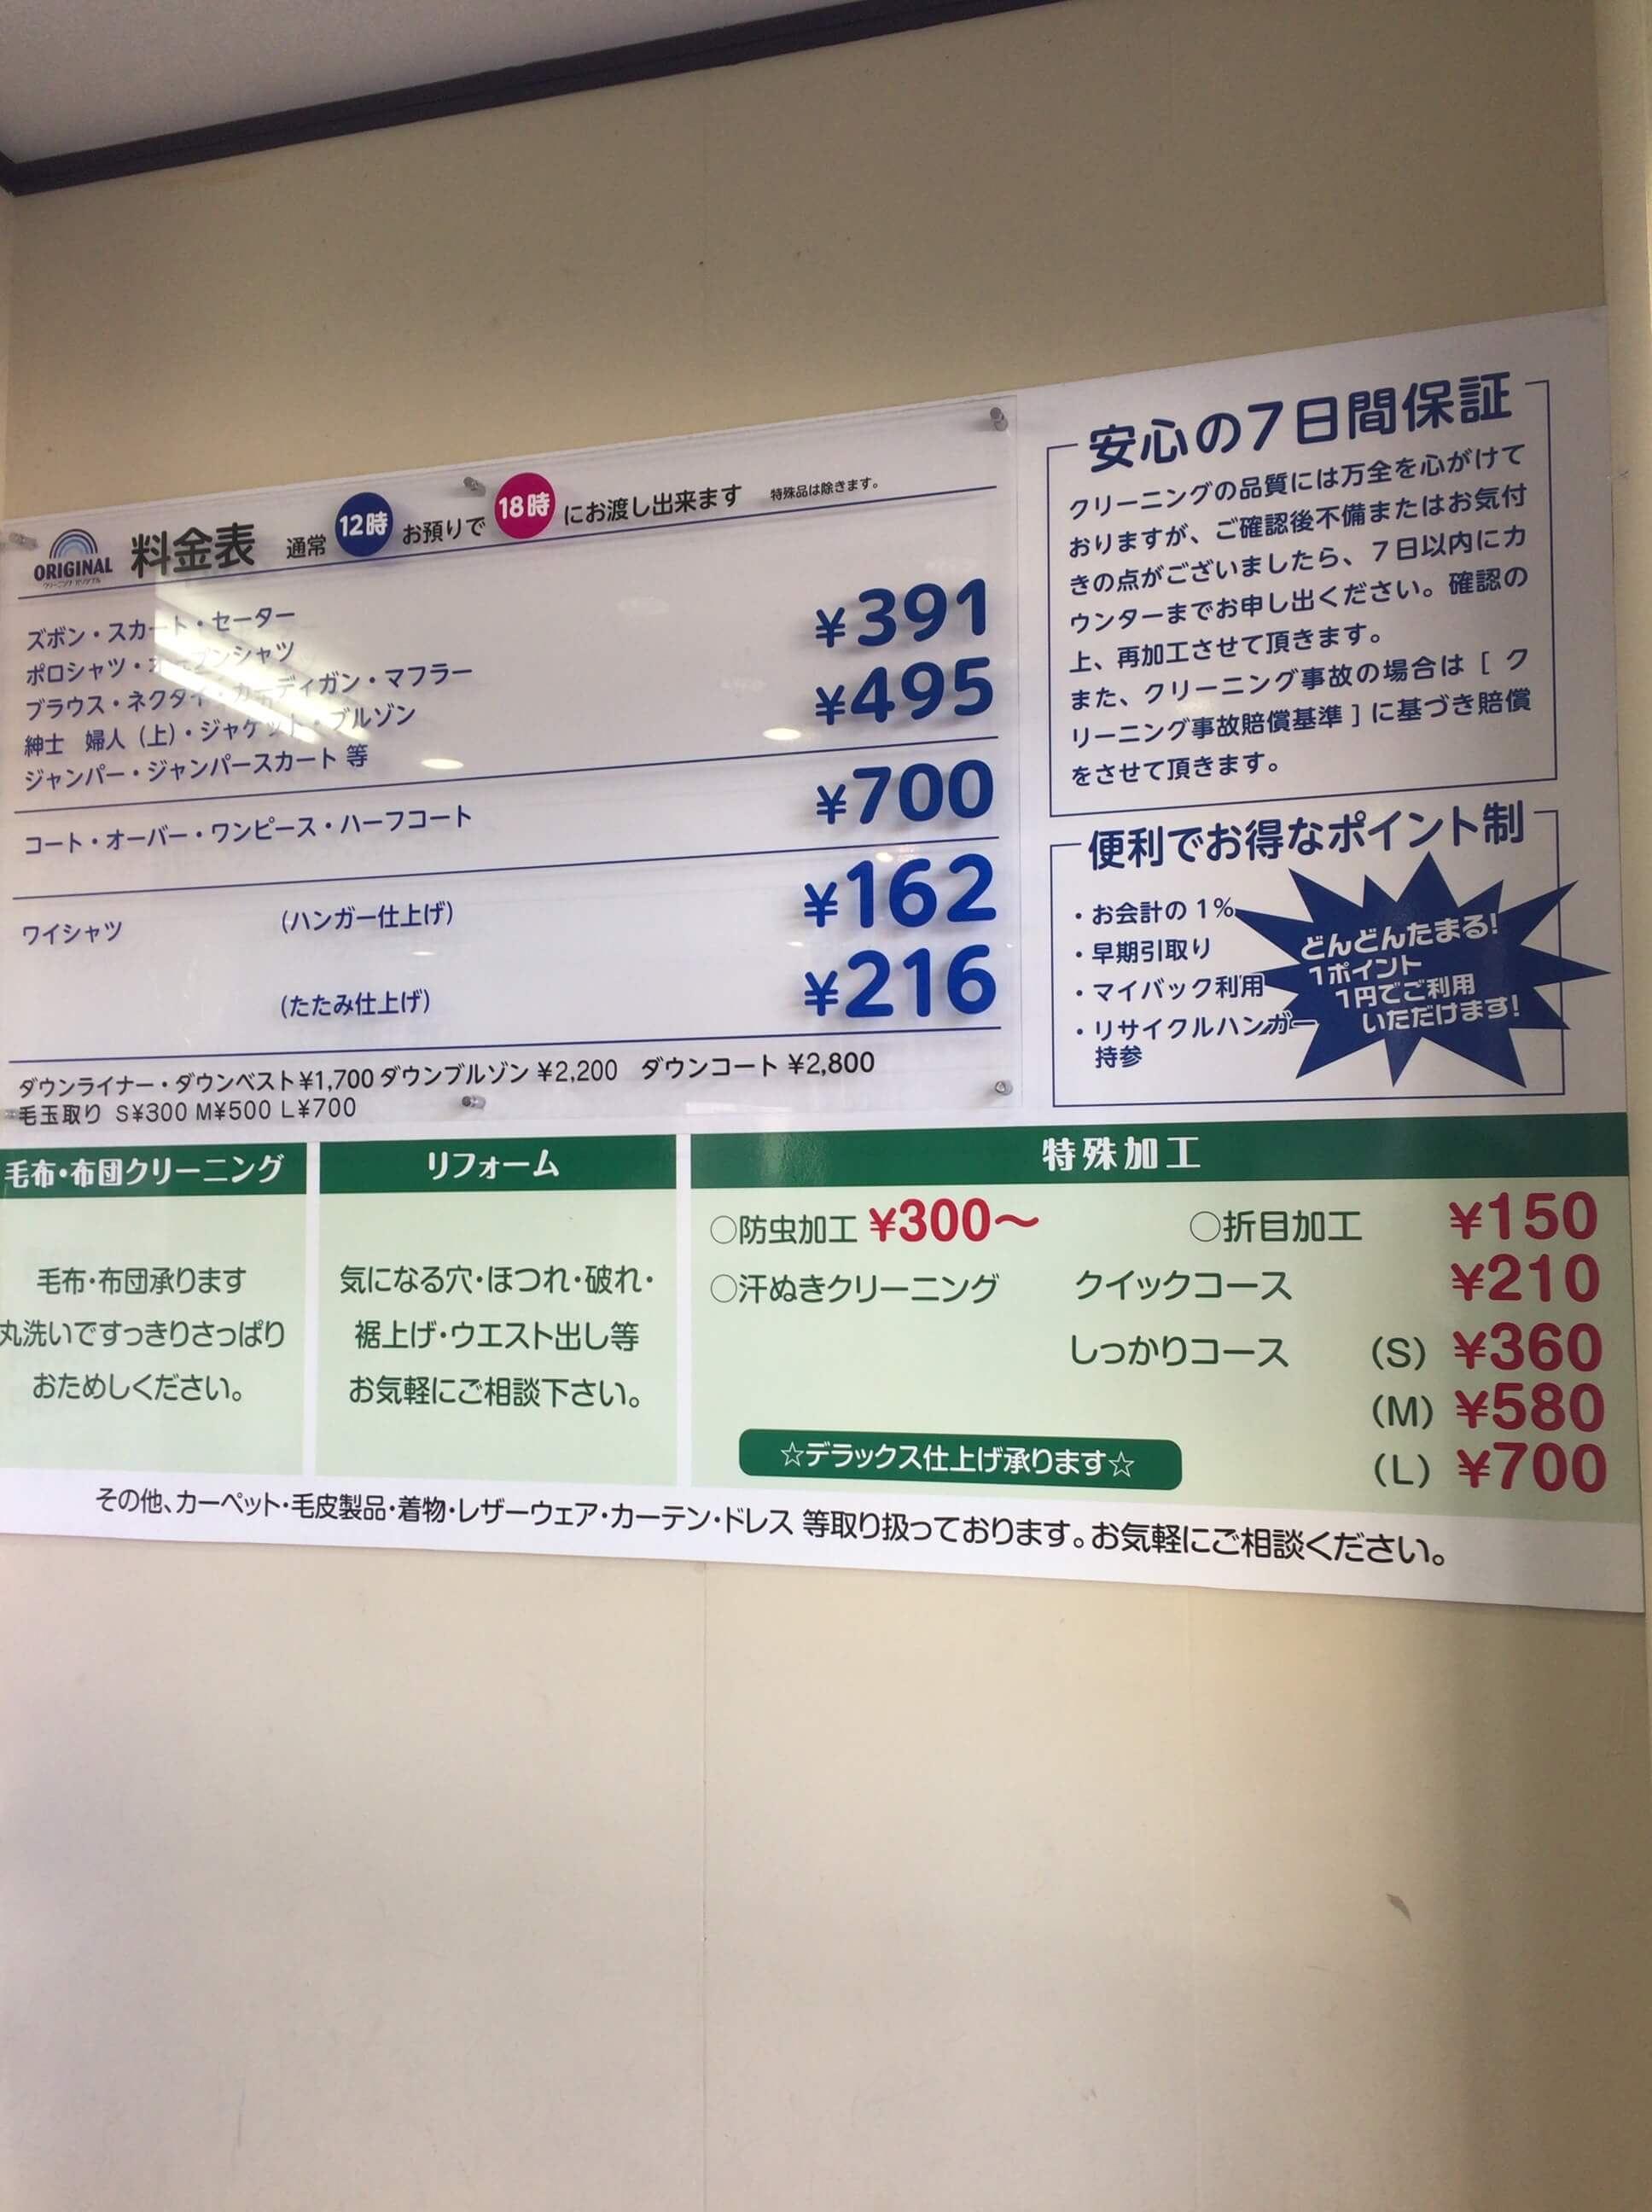 ORIGINAL
料金表 通常 12時 お預りで 18時 にお渡し出来ます 特殊品は除きます。
ズボン・スカート・セーター ¥391
ポロシャツ・オープンシャツ
ブラウス・ネクタイ・カーディガン・マフラー ¥495
紳士 婦人(上)・ジャケット・ブルゾン
ジャンパー・ジャンパースカート 等
コート・オーバー・ワンピース・ハーフコート ¥700
ワイシャツ (ハンガー仕上げ) ¥162
(たたみ仕上げ) ¥216
ダウンライナー・ダウンベスト¥1,700 ダウンブルゾン ¥2,200 ダウンコート ¥2,800
毛玉取り S¥300 M¥500 L¥700
安心の7日間保証
クリーニングの品質には万全を心がけて
おりますが、ご確認後不備またはお気付
きの点がございましたら、7日以内にカ
ウンターまでお申し出ください。確認の
上、再加工させて頂きます。
また、クリーニング事故の場合は[ク
リーニング事故賠償基準]に基づき賠償
をさせて頂きます。
便利でお得なポイント制
・お会計の1%
・早期引取り
・マイバック利用
・リサイクルハンガー
持参
どんどんたまる!
1ポイント
1円でご利用
いただけます!
毛布・布団クリーニング
毛布・布団承ります
丸洗いですっきりさっぱり
おためしください。
リフォーム
気になる穴・ほつれ・破れ・
裾上げ・ウエスト出し等
お気軽にご相談下さい。
特殊加工
○防虫加工 ¥300〜 ○折目加工 ¥150
○汗ぬきクリーニング クイックコース ¥210
しっかりコース (S) ¥360
(M) ¥580
(L) ¥700
☆デラックス仕上げ承ります☆
その他、カーペット・毛皮製品・着物・レザーウェア・カーテン・ドレス 等取り扱っております。お気軽にご相談ください。